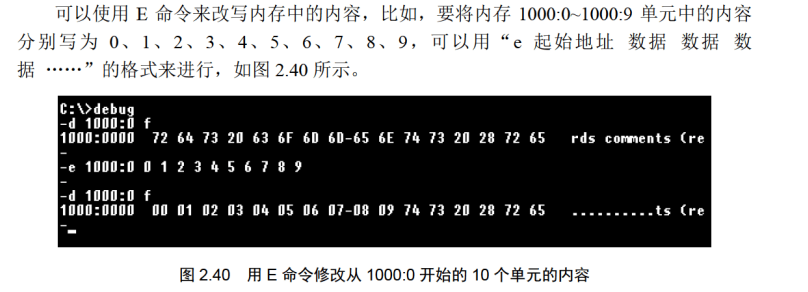 可以使用 E 命令来改写内存中的内容，比如，要将内存 1000:0~1000:9 单元中的内容
分别写为 0、1、2、3、4、5、6、7、8、9，可以用“e 起始地址 数据 数据 数
据 ……”的格式来进行，如图 2.40 所示。
C:\>debug
-d 1000:0 f
1000:0000 72 64 73 20 63 6F 6D 6D-65 6E 74 73 20 28 72 65 rds comments (re
-
-e 1000:0 0 1 2 3 4 5 6 7 8 9
-
-d 1000:0 f
1000:0000 00 01 02 03 04 05 06 07-08 09 74 73 20 28 72 65 ..........ts (re
-_
图 2.40 用 E 命令修改从 1000:0 开始的 10 个单元的内容